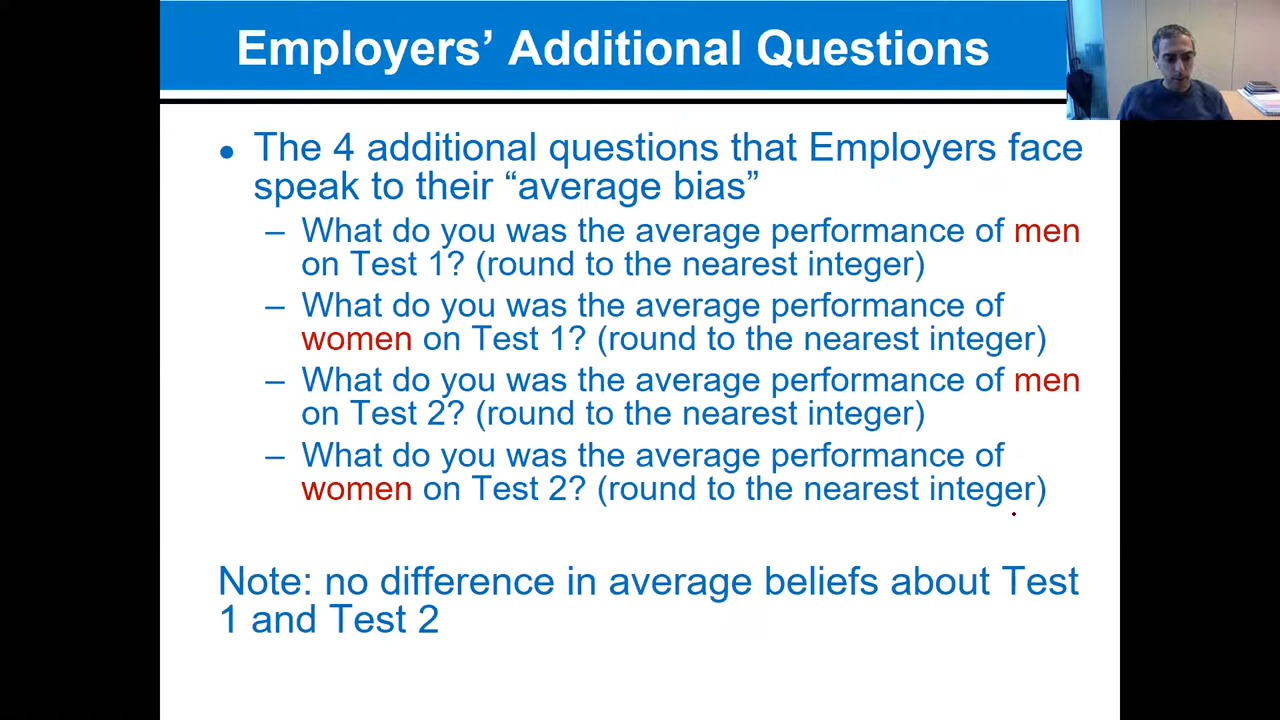 Employers’ Additional Questions
• The 4 additional questions that Employers face
speak to their “average bias”
– What do you was the average performance of men
on Test 1? (round to the nearest integer)
– What do you was the average performance of
women on Test 1? (round to the nearest integer)
– What do you was the average performance of men
on Test 2? (round to the nearest integer)
– What do you was the average performance of
women on Test 2? (round to the nearest integer)
Note: no difference in average beliefs about Test
1 and Test 2